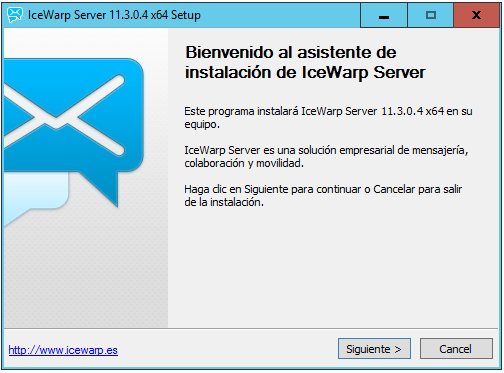 IceWarp Server 11.3.0.4 x64 Setup
Bienvenido al asistente de
instalación de IceWarp Server
Este programa instalará IceWarp Server 11.3.0.4 x64 en su
equipo.
IceWarp Server es una solución empresarial de mensajería,
colaboración y movilidad.
Haga clic en Siguiente para continuar o Cancelar para salir
de la instalación.
http://www.icewarp.es
Siguiente >
Cancel